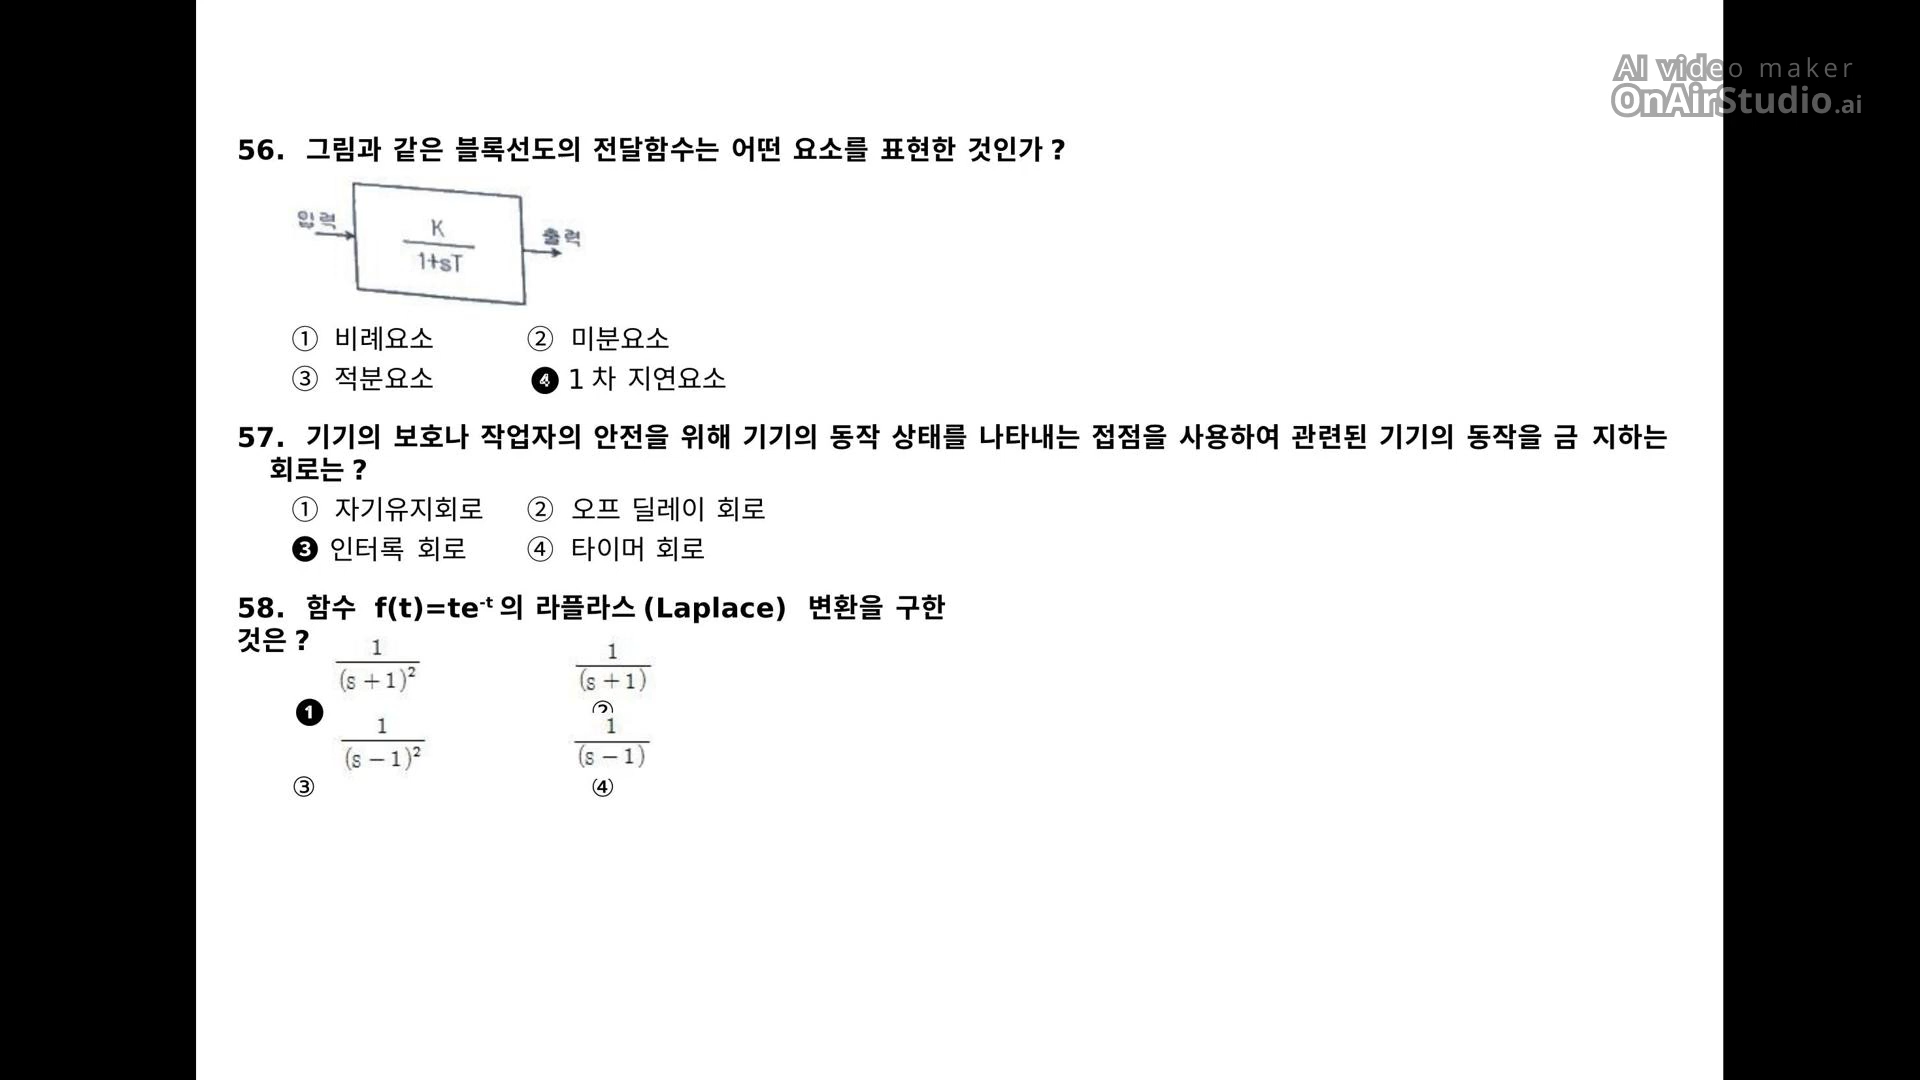 AI video maker
OnAirStudio.ai
56. 그림과 같은 블록선도의 전달함수는 어떤 요소를 표현한 것인가 ?
입력
K
1+sT
출력
① 비례요소 ② 미분요소
③ 적분요소 ❹ 1 차 지연요소
57. 기기의 보호나 작업자의 안전을 위해 기기의 동작 상태를 나타내는 접점을 사용하여 관련된 기기의 동작을 금 지하는
회로는 ?
① 자기유지회로 ② 오프 딜레이 회로
❸ 인터록 회로 ④ 타이머 회로
58. 함수 f(t)=te^-t 의 라플라스 (Laplace) 변환을 구한
것은 ?
❶ 1/(s+1)² ② 1/(s+1)
③ 1/(s−1)² ④ 1/(s−1)